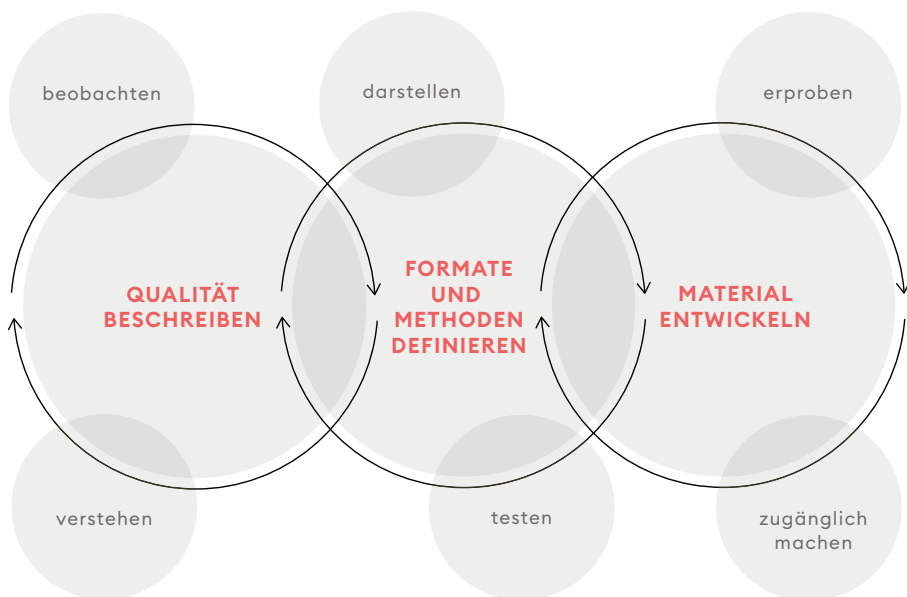 beobachten
darstellen
erproben
QUALITÄT
BESCHREIBEN
FORMATE
UND
METHODEN
DEFINIEREN
MATERIAL
ENTWICKELN
verstehen
testen
zugänglich
machen